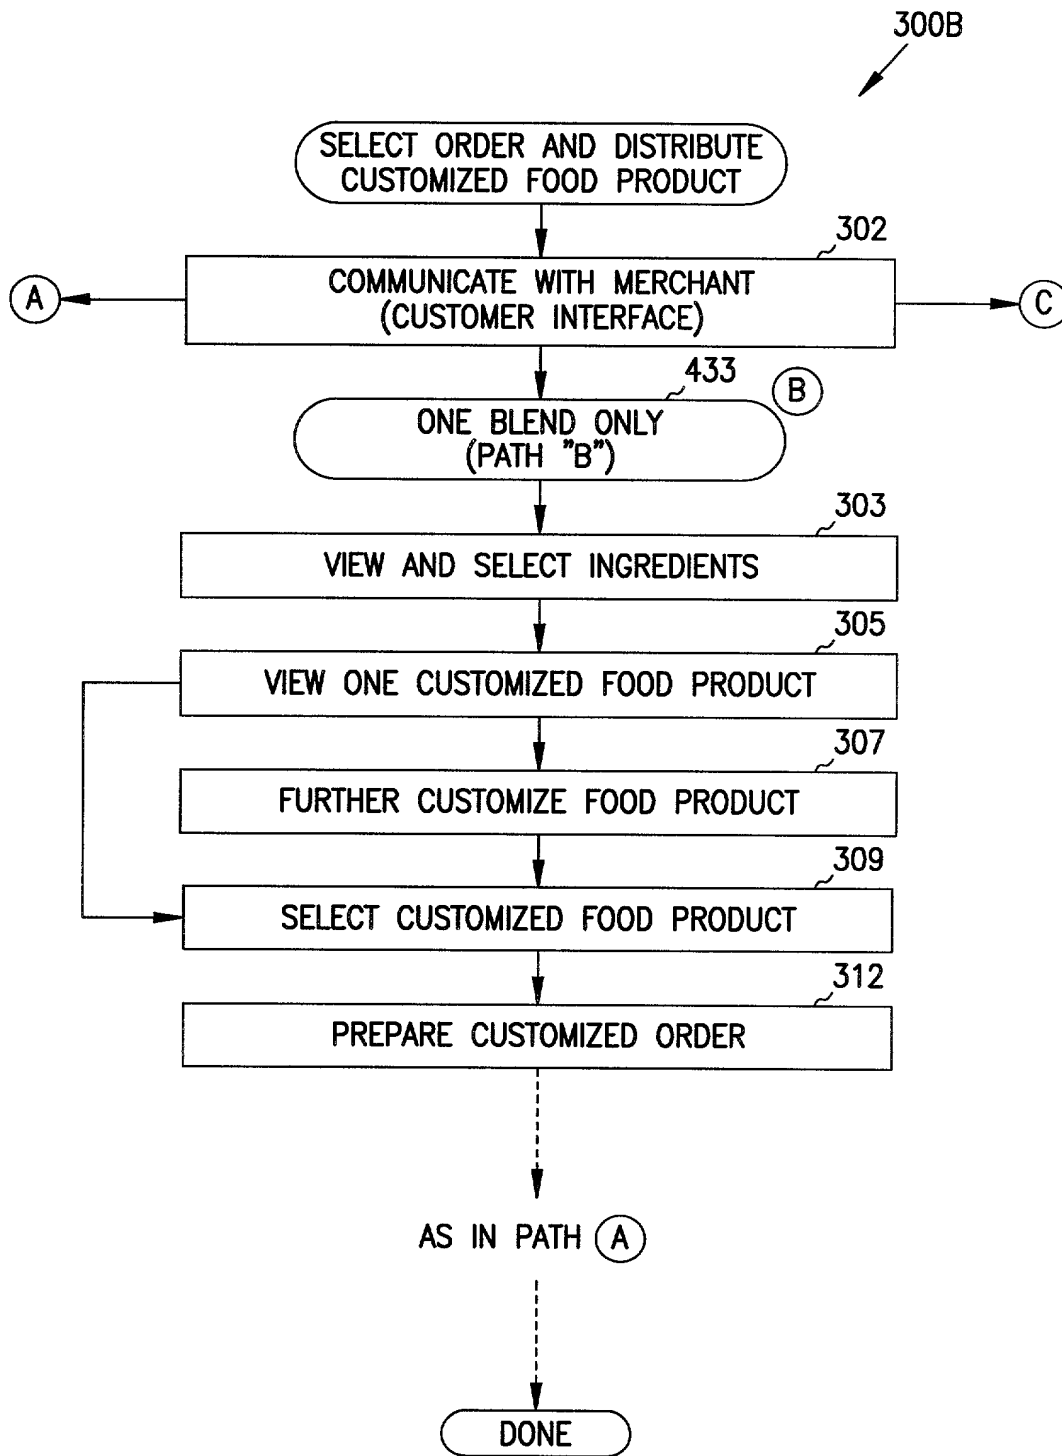 300B
SELECT ORDER AND DISTRIBUTE
CUSTOMIZED FOOD PRODUCT
302
COMMUNICATE WITH MERCHANT
(CUSTOMER INTERFACE)
A
C
433
B
ONE BLEND ONLY
(PATH "B")
303
VIEW AND SELECT INGREDIENTS
305
VIEW ONE CUSTOMIZED FOOD PRODUCT
307
FURTHER CUSTOMIZE FOOD PRODUCT
309
SELECT CUSTOMIZED FOOD PRODUCT
312
PREPARE CUSTOMIZED ORDER
AS IN PATH A
DONE